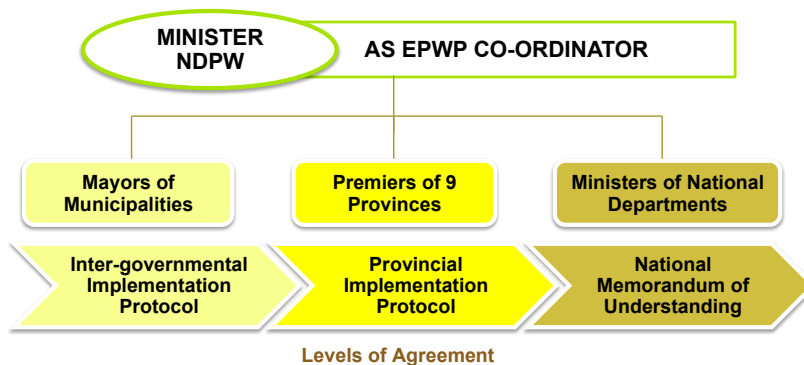 MINISTER
NDPW
AS EPWP CO-ORDINATOR
Mayors of
Municipalities
Premiers of 9
Provinces
Ministers of National
Departments
Inter-governmental
Implementation
Protocol
Provincial
Implementation
Protocol
National
Memorandum of
Understanding
Levels of Agreement